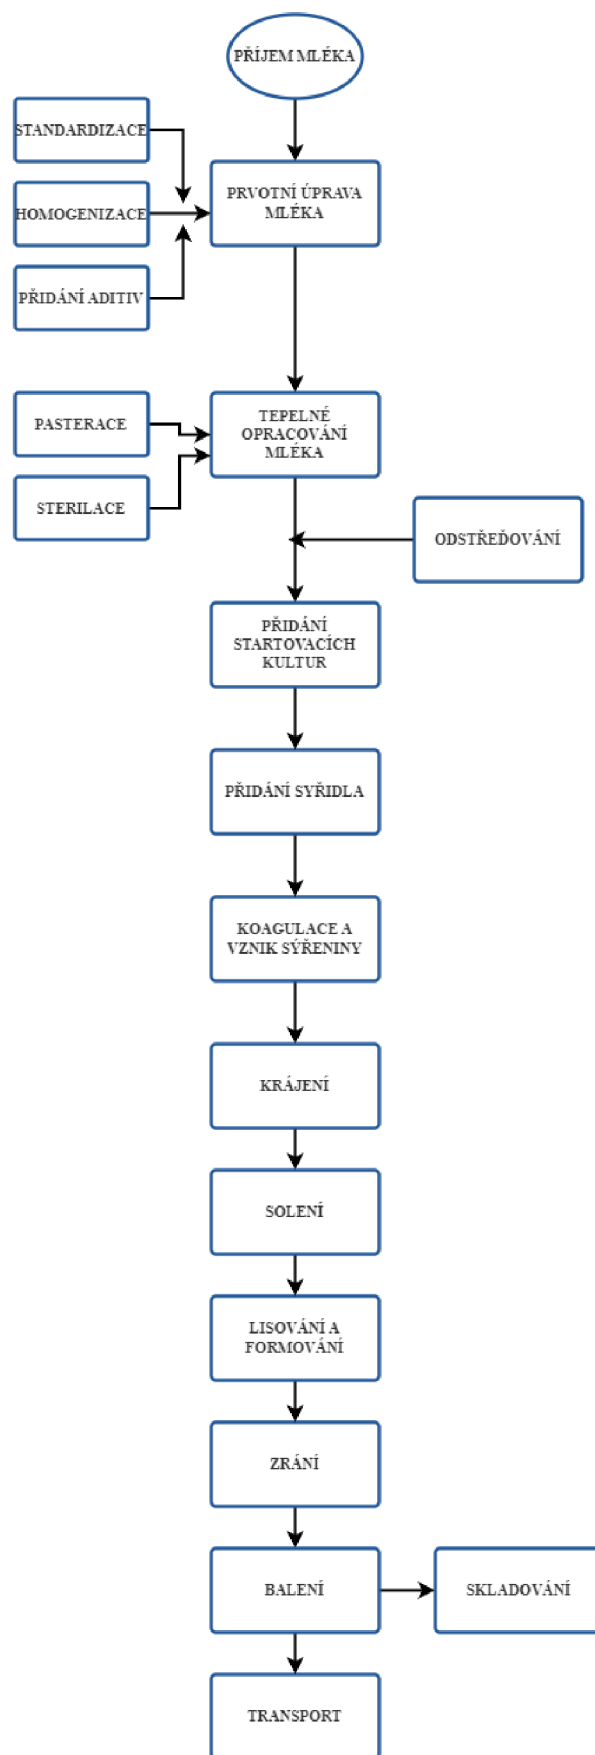 PŘÍJEM MLÉKA
STANDARDIZACE
PRVOTNÍ ÚPRAVA
MLÉKA
HOMOGENIZACE
PŘIDÁNÍ ADITIV
TEPELNÉ
OPRACOVÁNÍ
MLÉKA
PASTERACE
STERILACE
ODSTŘEĎOVÁNÍ
PŘIDÁNÍ
STARTOVACÍCH
KULTUR
PŘIDÁNÍ SYŘIDLA
KOAGULACE A
VZNIK SÝŘENINY
KRÁJENÍ
SOLENÍ
LISOVÁNÍ A
FORMOVÁNÍ
ZRÁNÍ
BALENÍ
SKLADOVÁNÍ
TRANSPORT